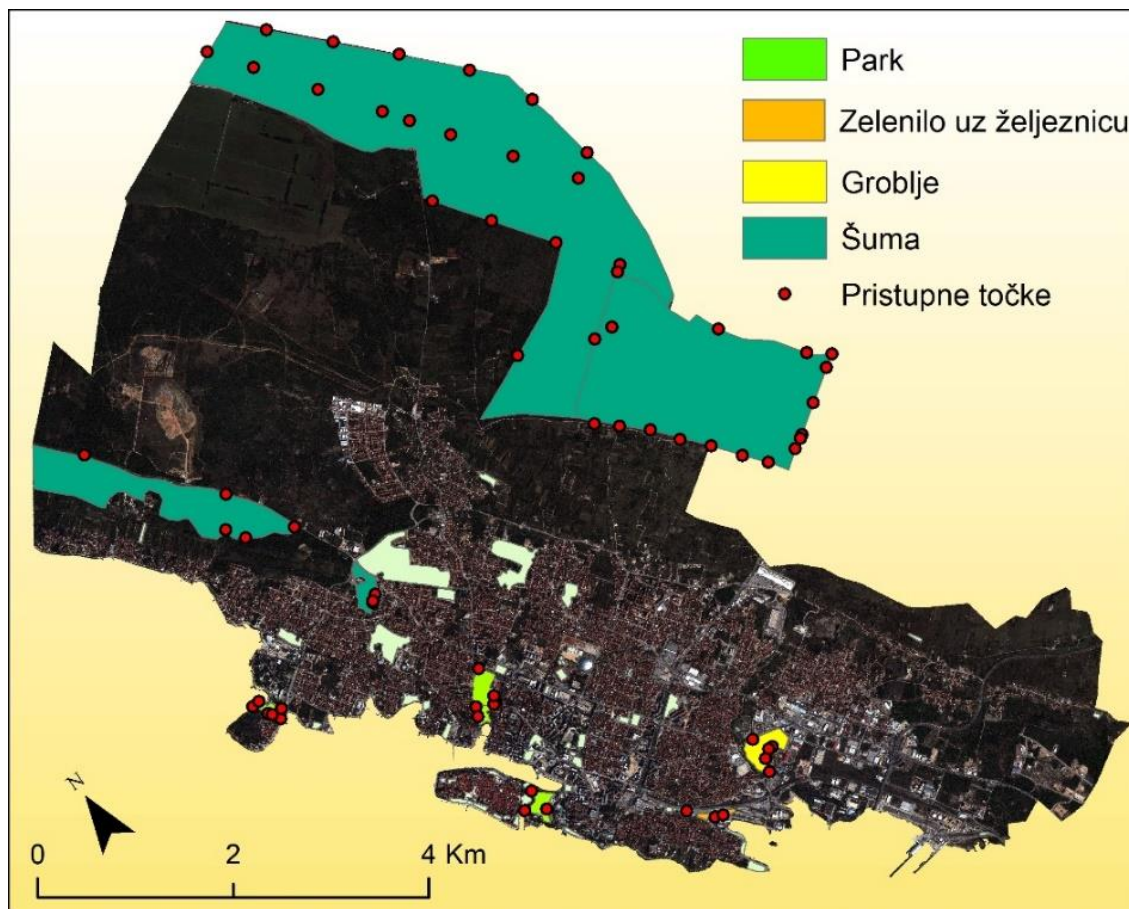 Park
Zelenilo uz željeznicu
Groblje
Šuma
Pristupne točke
N
0 2 4 Km